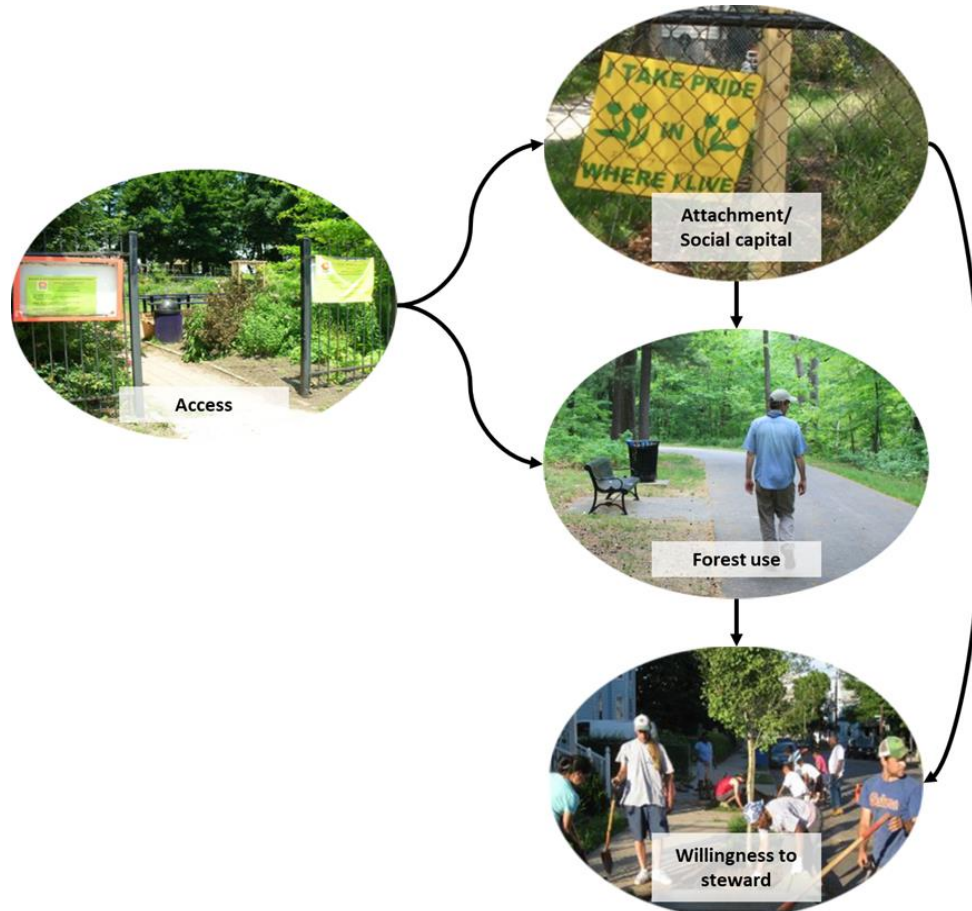 I TAKE PRIDE
IN
WHERE I LIVE
Attachment/
Social capital
Access
Forest use
Willingness to
steward